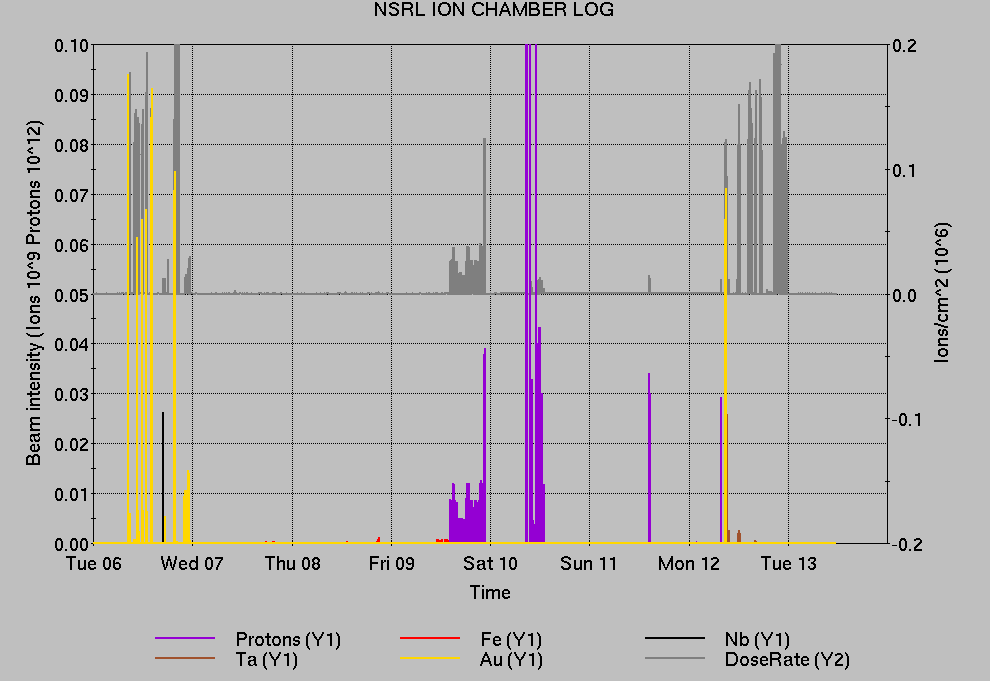 NSRL ION CHAMBER LOG
0.10
0.09
0.08
0.07
0.06
0.05
0.04
0.03
0.02
0.01
0.00
0.2
0.1
0.0
-0.1
-0.2
Beam intensity (Ions 10^9 Protons 10^12)
Ions/cm^2 (10^6)
Tue 06 Wed 07 Thu 08 Fri 09 Sat 10 Sun 11 Mon 12 Tue 13
Time
Protons (Y1) Fe (Y1) Nb (Y1)
Ta (Y1) Au (Y1) DoseRate (Y2)